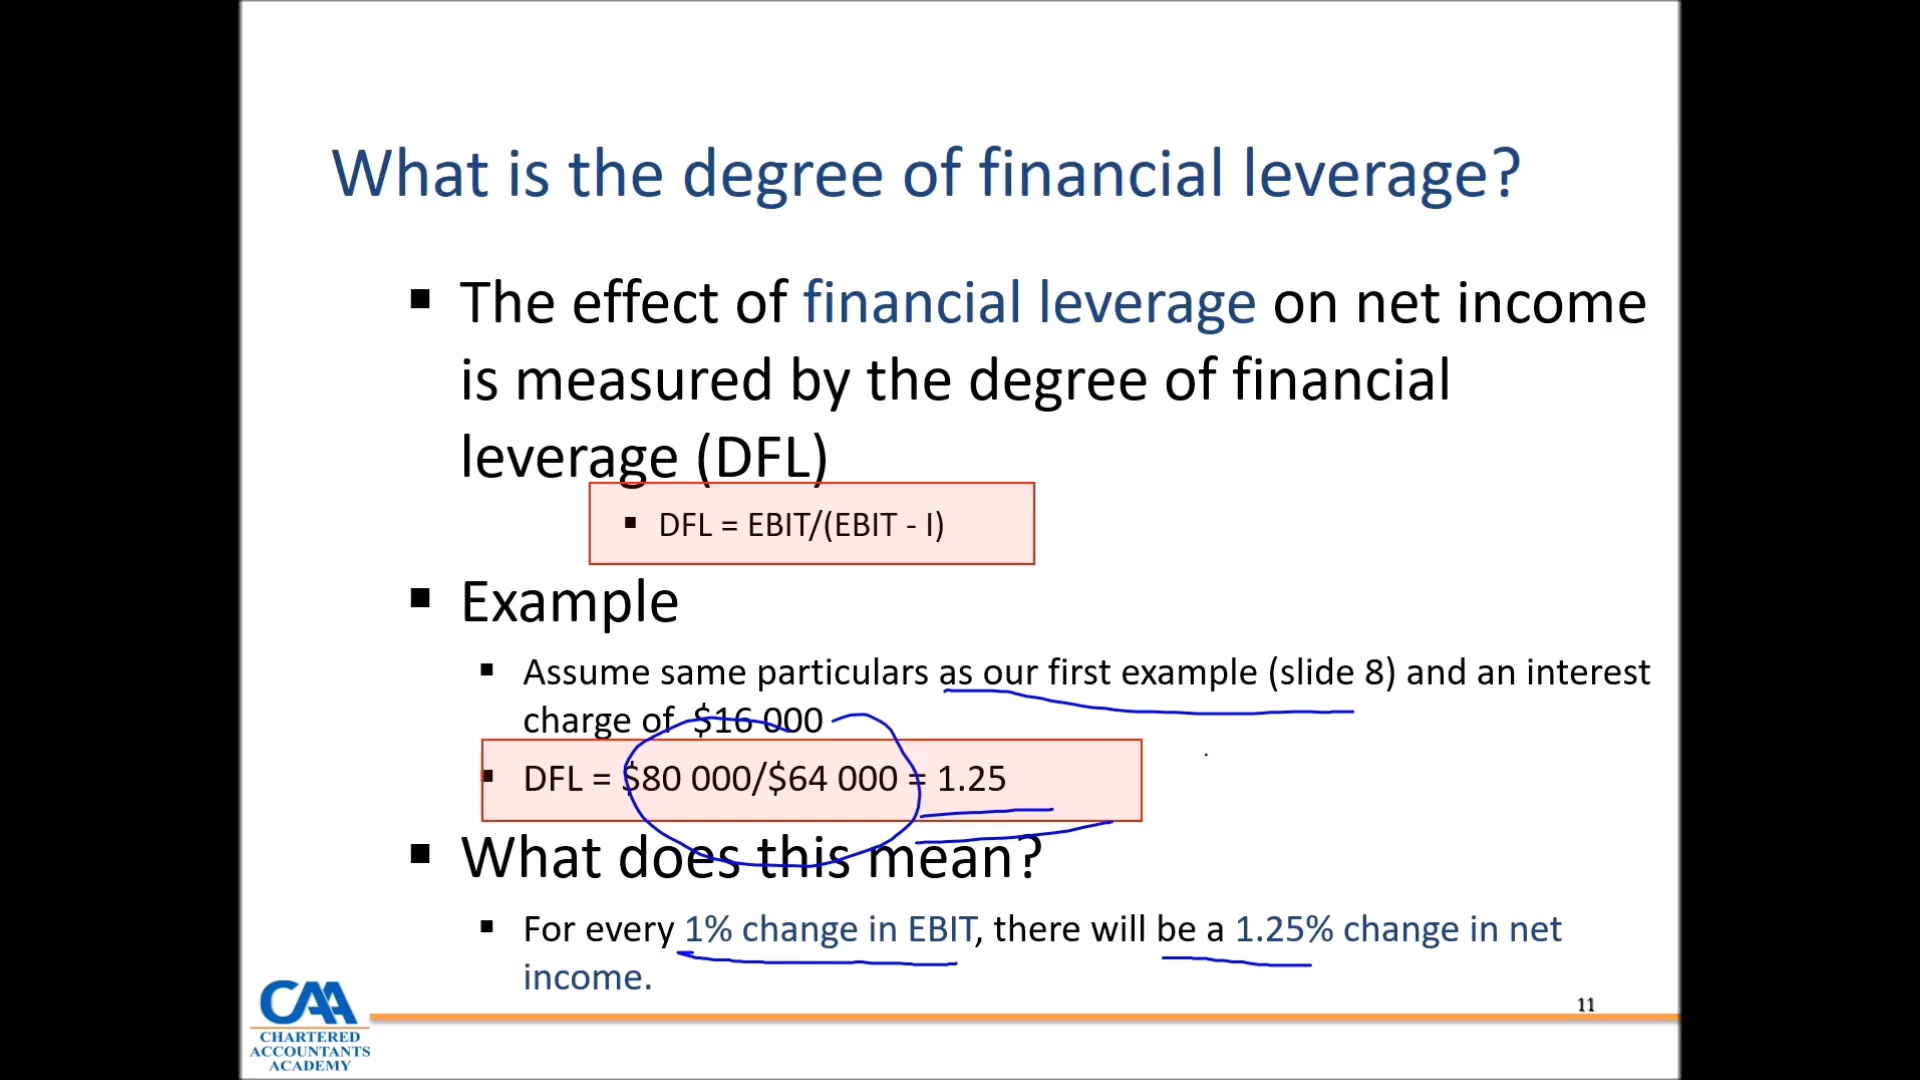 What is the degree of financial leverage?
▪ The effect of financial leverage on net income
is measured by the degree of financial
leverage (DFL)
▪ DFL = EBIT/(EBIT - I)
▪ Example
▪ Assume same particulars as our first example (slide 8) and an interest
charge of $16 000
▪ DFL = $80 000/$64 000 = 1.25
▪ What does this mean?
▪ For every 1% change in EBIT, there will be a 1.25% change in net
income.
11
CAA
CHARTERED
ACCOUNTANTS
ACADEMY